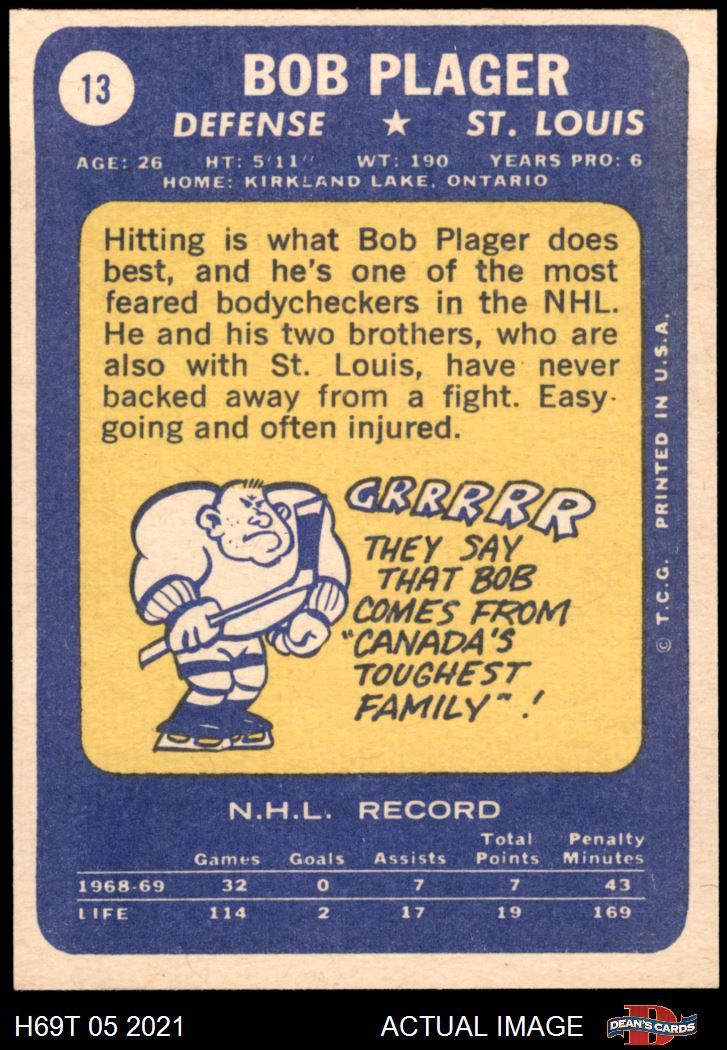 13
BOB PLAGER
DEFENSE ★ ST. LOUIS
AGE: 26 HT: 5'11" WT: 190 YEARS PRO: 6
HOME: KIRKLAND LAKE, ONTARIO
Hitting is what Bob Plager does
best, and he's one of the most
feared bodycheckers in the NHL.
He and his two brothers, who are
also with St. Louis, have never
backed away from a fight. Easy-
going and often injured.
GRRRRR
THEY SAY
THAT BOB
COMES FROM
"CANADA'S
TOUGHEST
FAMILY"!
© T.C.G. PRINTED IN U.S.A.
N.H.L. RECORD
Games Goals Assists Total Points Penalty Minutes
1968-69 32 0 7 7 43
LIFE 114 2 17 19 169
H69T 05 2021 ACTUAL IMAGE DEAN'S CARDS